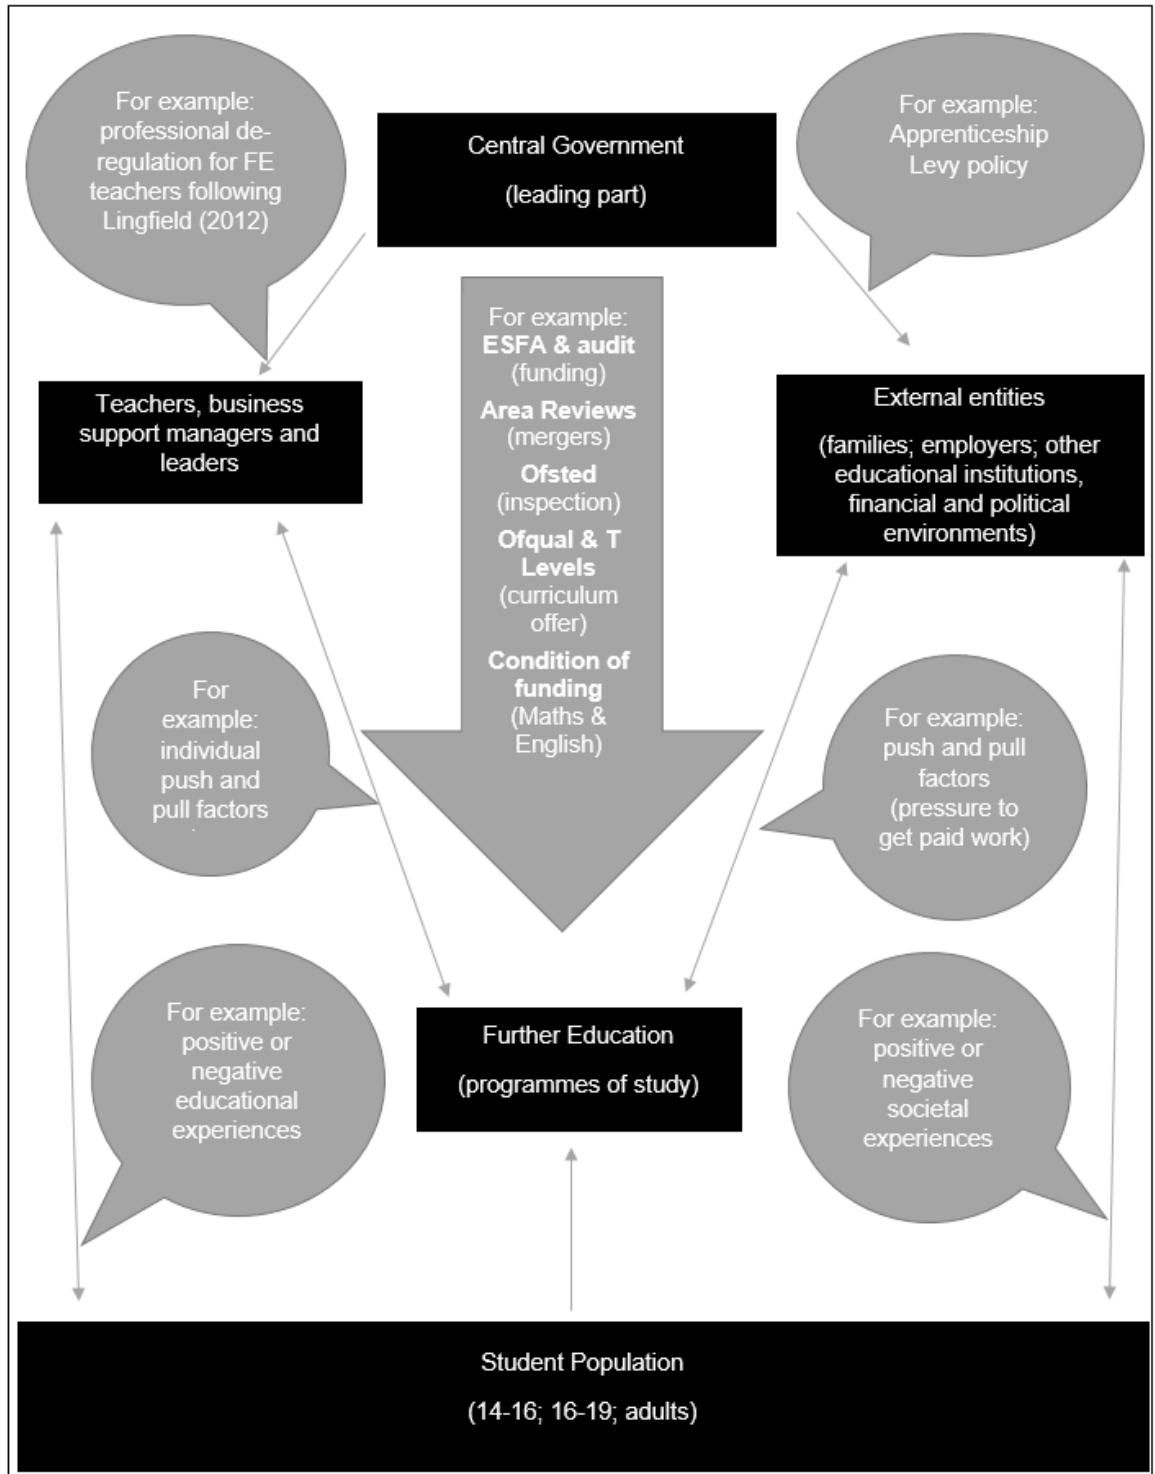 For example:
professional de-
regulation for FE
teachers following
Lingfield (2012)
Central Government
(leading part)
For example:
Apprenticeship
Levy policy
For example:
ESFA & audit
(funding)
Area Reviews
(mergers)
Ofsted
(inspection)
Ofqual & T
Levels
(curriculum
offer)
Condition of
funding
(Maths &
English)
Teachers, business
support managers and
leaders
External entities
(families; employers; other
educational institutions,
financial and political
environments)
For
example:
individual
push and
pull factors
For example:
push and pull
factors
(pressure to
get paid work)
For example:
positive or
negative
educational
experiences
Further Education
(programmes of study)
For example:
positive or
negative
societal
experiences
Student Population
(14-16; 16-19; adults)